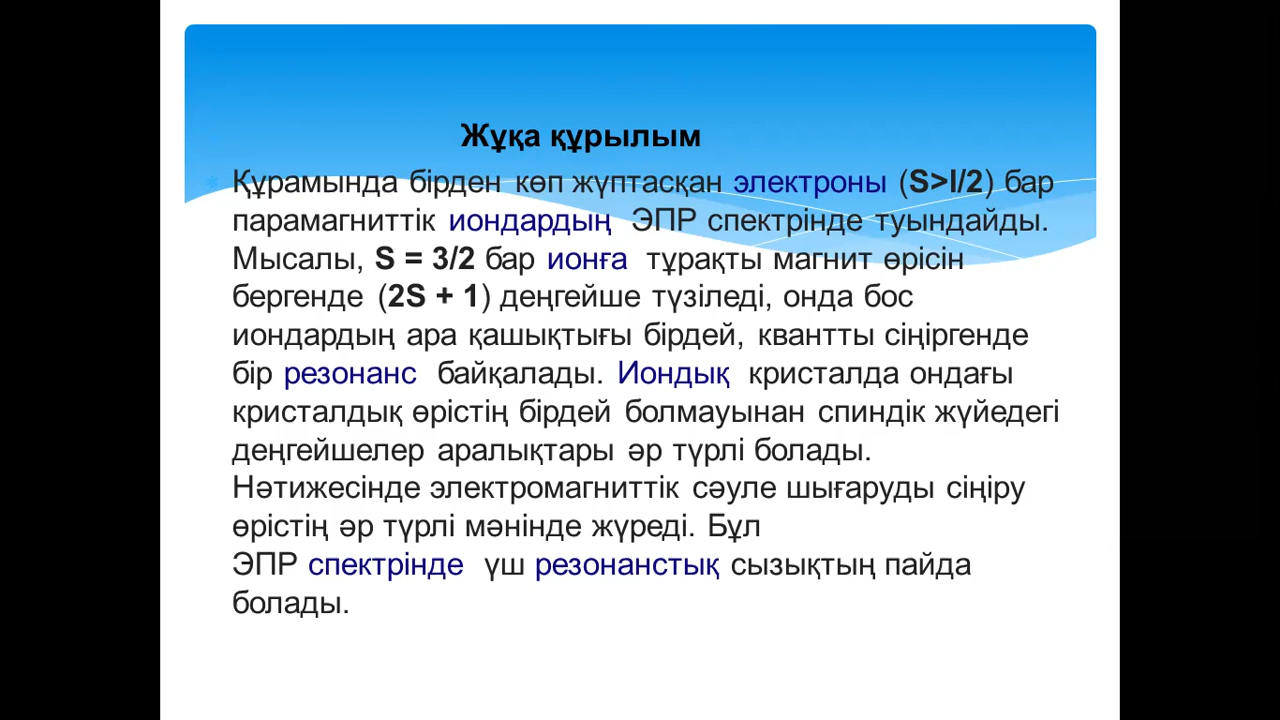 Жұқа құрылым
* Құрамында бірден көп жүптасқан электроны (S>I/2) бар
парамагниттік иондардың ЭПР спектрінде туындайды.
Мысалы, S = 3/2 бар ионға тұрақты магнит өрісін
бергенде (2S + 1) деңгейше түзіледі, онда бос
иондардың ара қашықтығы бірдей, квантты сіңіргенде
бір резонанс байқалады. Иондық кристалда ондағы
кристалдық өрістің бірдей болмауынан спиндік жүйедегі
деңгейшелер аралықтары әр түрлі болады.
Нәтижесінде электромагниттік сәуле шығаруды сіңіру
өрістің әр түрлі мәнінде жүреді. Бұл
ЭПР спектрінде үш резонанстық сызықтың пайда
болады.